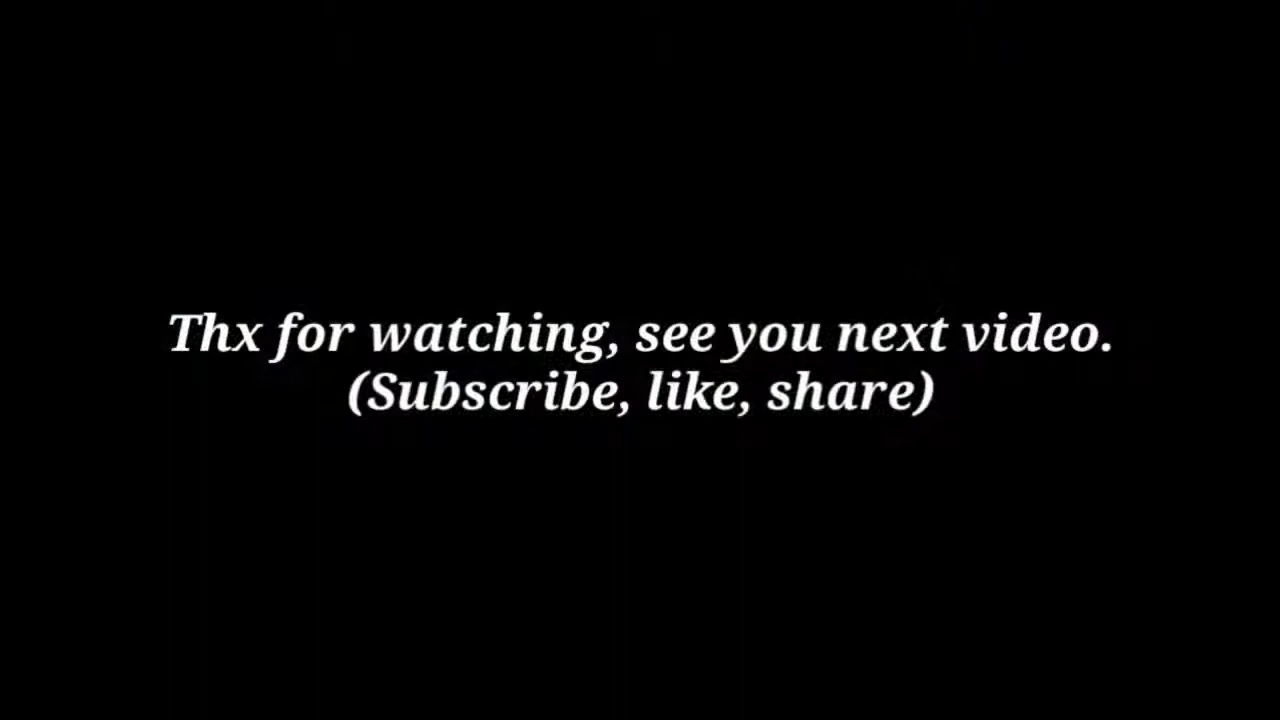 Thx for watching, see you next video.
(Subscribe, like, share)